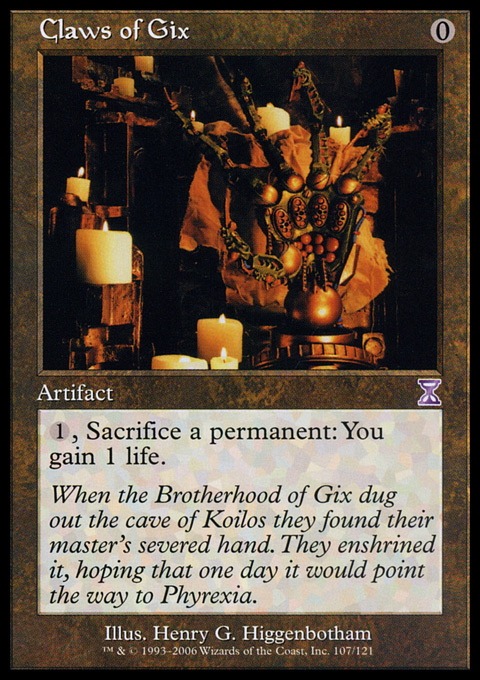 Claws of Gix 0
Artifact
1, Sacrifice a permanent: You
gain 1 life.
When the Brotherhood of Gix dug
out the cave of Koilos they found their
master's severed hand. They enshrined
it, hoping that one day it would point
the way to Phyrexia.
Illus. Henry G. Higgenbotham
™ & © 1993-2006 Wizards of the Coast, Inc. 107/121